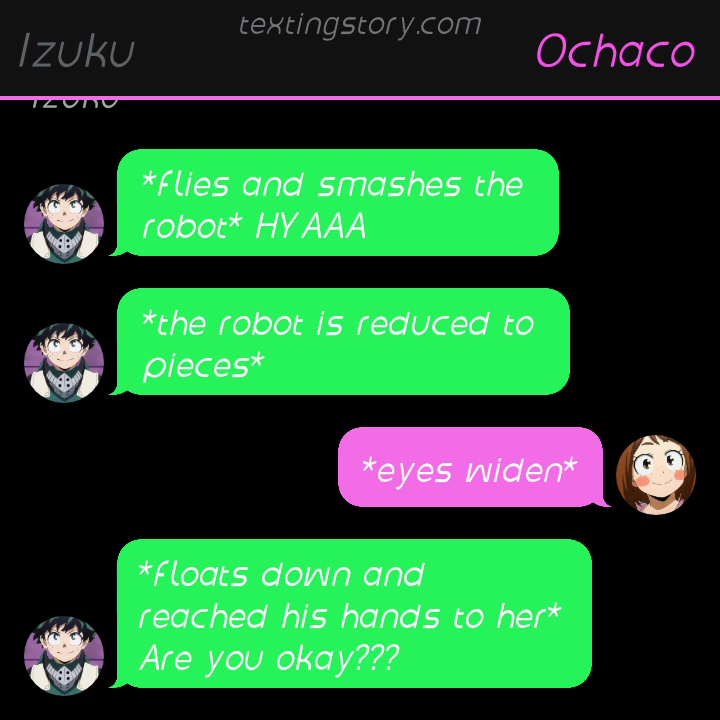 textingstory.com
Izuku
Ochaco
Izuku
*flies and smashes the
robot* HYAAA
*the robot is reduced to
pieces*
*eyes widen*
*floats down and
reached his hands to her*
Are you okay???